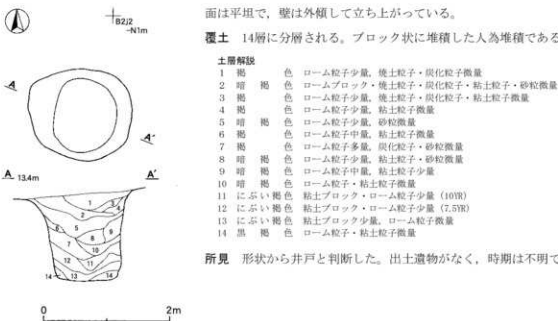 B2j2
-N1m
A
A'
A 13.4m
A'
1
2
3
4
5
6
7
8
9
10
11
12
13
14
14
0
2m
面は平坦で，壁は外傾して立ち上がっている。
覆土 14層に分層される。ブロック状に堆積した人為堆積である
土層解説
1 褐色 ローム粒子少量，焼土粒子・炭化粒子微量
2 暗褐色 ロームブロック・焼土粒子・炭化粒子・粘土粒子・砂粒微量
3 褐色 ローム粒子少量，焼土粒子・炭化粒子・粘土粒子微量
4 褐色 ローム粒子少量，粘土粒子微量
5 暗褐色 ローム粒子少量，砂粒微量
6 褐色 ローム粒子中量，粘土粒子微量
7 褐色 ローム粒子多量，炭化粒子・砂粒微量
8 暗褐色 ローム粒子少量，粘土粒子・砂粒微量
9 暗褐色 ローム粒子中量，粘土粒子少量
10 暗褐色 ローム粒子・粘土粒子微量
11 にぶい褐色 粘土ブロック・ローム粒子少量（10YR）
12 にぶい褐色 粘土ブロック・ローム粒子少量（7.5YR）
13 にぶい褐色 粘土ブロック少量，ローム粒子微量
14 黒褐色 ローム粒子・粘土粒子微量
所見 形状から井戸と判断した。出土遺物がなく，時期は不明で